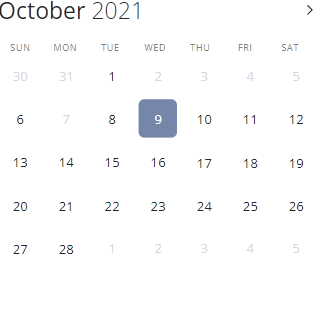 October 2021
SUN MON TUE WED THU FRI SAT
30 31 1 2 3 4 5
6 7 8 9 10 11 12
13 14 15 16 17 18 19
20 21 22 23 24 25 26
27 28 1 2 3 4 5